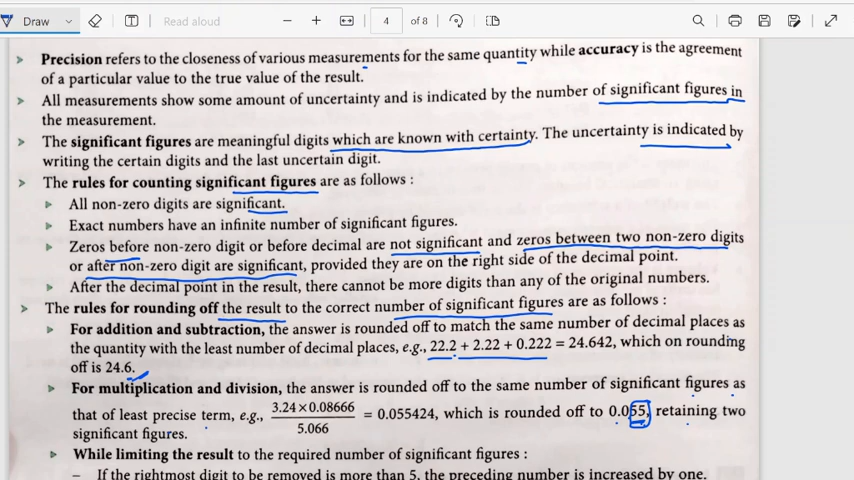 Draw Read aloud 4 of 8
➤ Precision refers to the closeness of various measurements for the same quantity while accuracy is the agreement
of a particular value to the true value of the result.
➤ All measurements show some amount of uncertainty and is indicated by the number of significant figures in
the measurement.
➤ The significant figures are meaningful digits which are known with certainty. The uncertainty is indicated by
writing the certain digits and the last uncertain digit.
➤ The rules for counting significant figures are as follows :
➤ All non-zero digits are significant.
➤ Exact numbers have an infinite number of significant figures.
➤ Zeros before non-zero digit or before decimal are not significant and zeros between two non-zero digits
or after non-zero digit are significant, provided they are on the right side of the decimal point.
➤ After the decimal point in the result, there cannot be more digits than any of the original numbers.
➤ The rules for rounding off the result to the correct number of significant figures are as follows :
➤ For addition and subtraction, the answer is rounded off to match the same number of decimal places as
the quantity with the least number of decimal places, e.g., 22.2 + 2.22 + 0.222 = 24.642, which on rounding
off is 24.6.
➤ For multiplication and division, the answer is rounded off to the same number of significant figures as
that of least precise term, e.g., 3.24 × 0.08666 / 5.066 = 0.055424, which is rounded off to 0.055, retaining two
significant figures.
➤ While limiting the result to the required number of significant figures :
– If the rightmost digit to be removed is more than 5, the preceding number is increased by one.